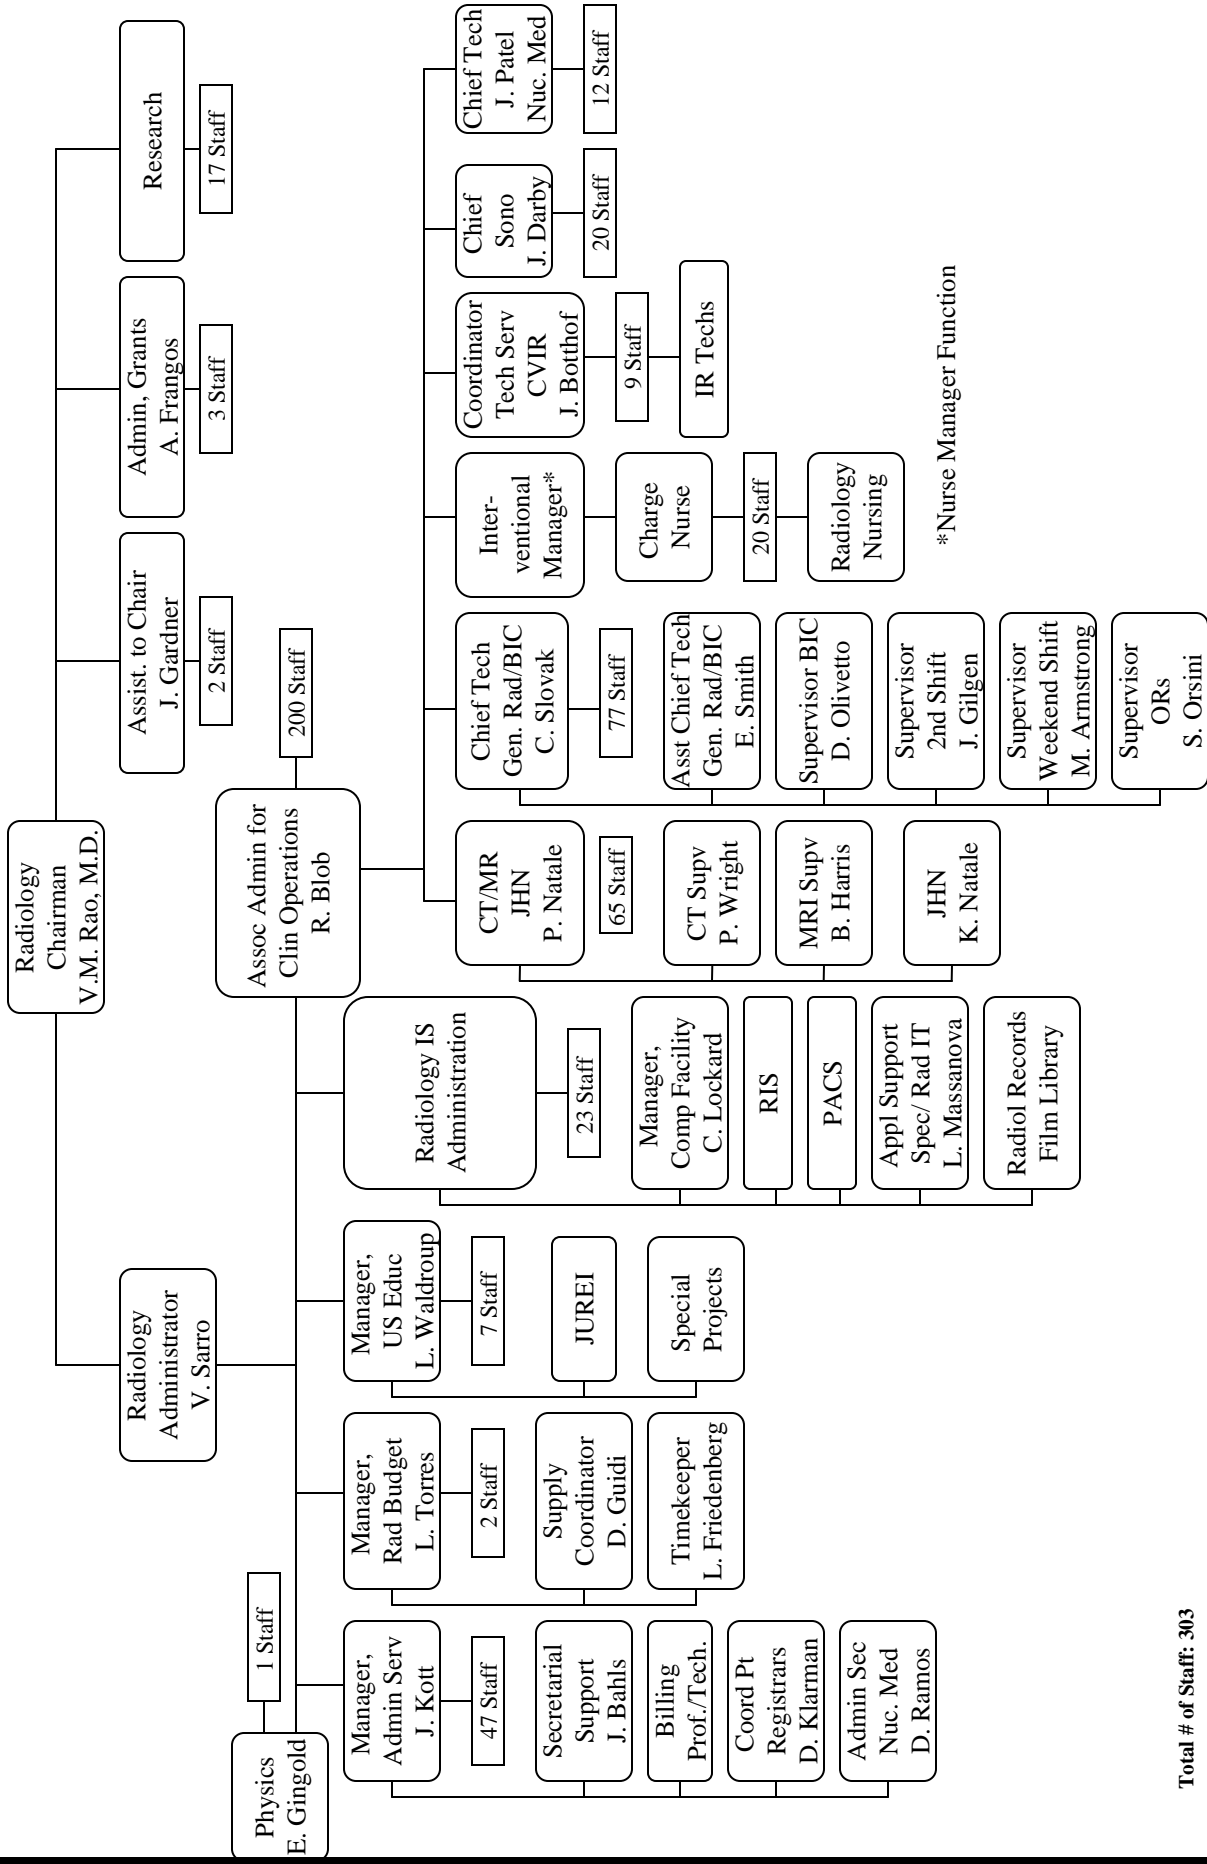 Radiology
Chairman
V.M. Rao, M.D.
Radiology
Administrator
V. Sarro
Assist. to Chair
J. Gardner
2 Staff
Admin, Grants
A. Frangos
3 Staff
Research
17 Staff
Physics
E. Gingold
1 Staff
Assoc Admin for
Clin Operations
R. Blob
200 Staff
Manager,
Admin Serv
J. Kott
47 Staff
Secretarial
Support
J. Bahls
Billing
Prof./Tech.
Coord Pt
Registrars
D. Klarman
Admin Sec
Nuc. Med
D. Ramos
Manager,
Rad Budget
L. Torres
2 Staff
Supply
Coordinator
D. Guidi
Timekeeper
L. Friedenberg
Manager,
US Educ
L. Waldroup
7 Staff
JUREI
Special
Projects
Radiology IS
Administration
23 Staff
Manager,
Comp Facility
C. Lockard
RIS
PACS
Appl Support
Spec/ Rad IT
L. Massanova
Radiol Records
Film Library
CT/MR
JHN
P. Natale
65 Staff
CT Supv
P. Wright
MRI Supv
B. Harris
JHN
K. Natale
Chief Tech
Gen. Rad/BIC
C. Slovak
77 Staff
Asst Chief Tech
Gen. Rad/BIC
E. Smith
Supervisor BIC
D. Olivetto
Supervisor
2nd Shift
J. Gilgen
Supervisor
Weekend Shift
M. Armstrong
Supervisor
ORs
S. Orsini
Inter-
ventional
Manager*
Charge
Nurse
20 Staff
Radiology
Nursing
Coordinator
Tech Serv
CVIR
J. Botthof
9 Staff
IR Techs
Chief
Sono
J. Darby
20 Staff
Chief Tech
J. Patel
Nuc. Med
12 Staff
*Nurse Manager Function
Total # of Staff: 303